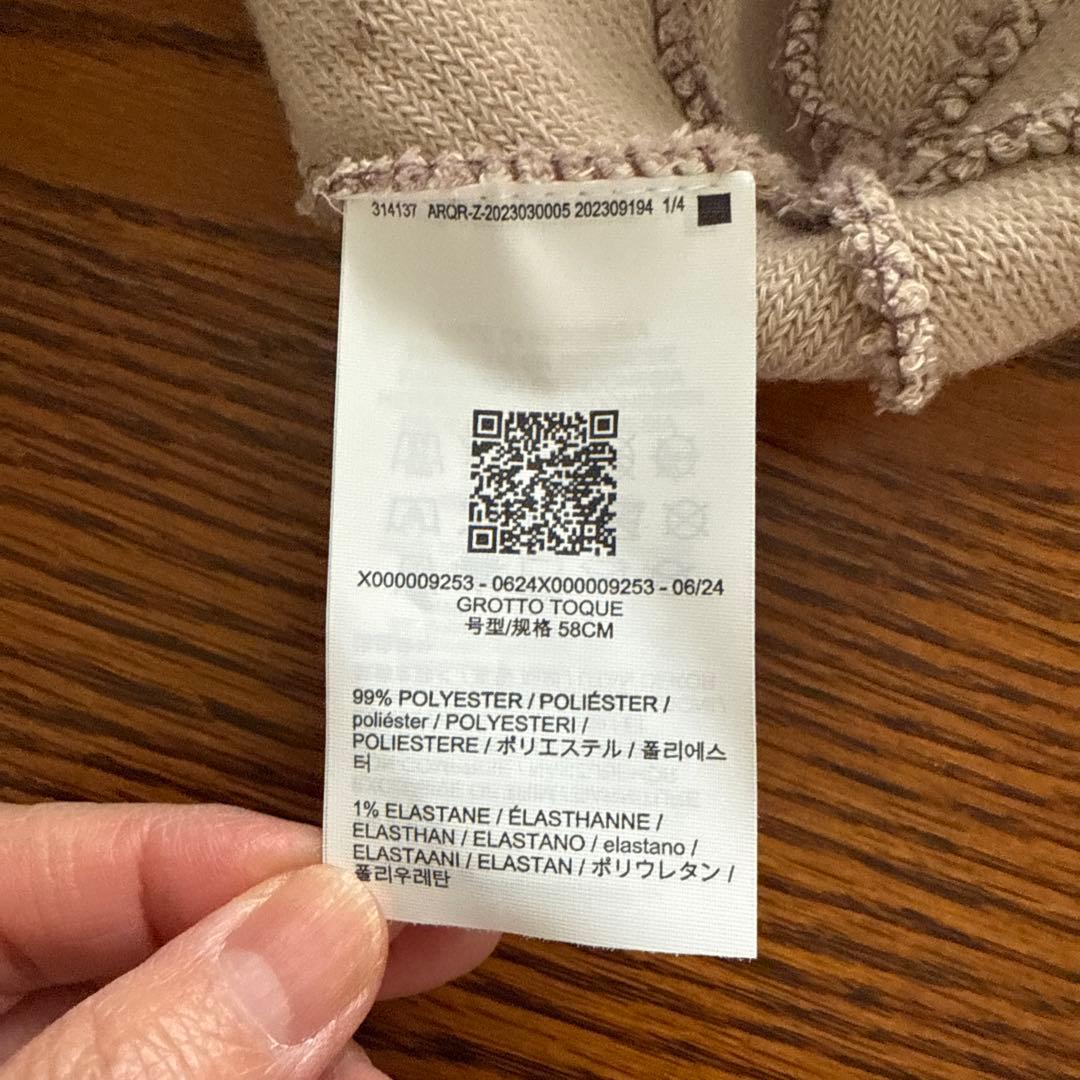 314137 ARQR-Z-2023030005 202309194 1/4
X000009253 - 0624X000009253 - 06/24
GROTTO TOQUE
号型/规格 58CM
99% POLYESTER / POLIÉSTER /
poliéster / POLYESTERI /
POLIESTERE / ポリエステル / 폴리에스
터
1% ELASTANE / ÉLASTHANNE /
ELASTHAN / ELASTANO / elastano /
ELASTAANI / ELASTAN / ポリウレタン /
폴리우레탄